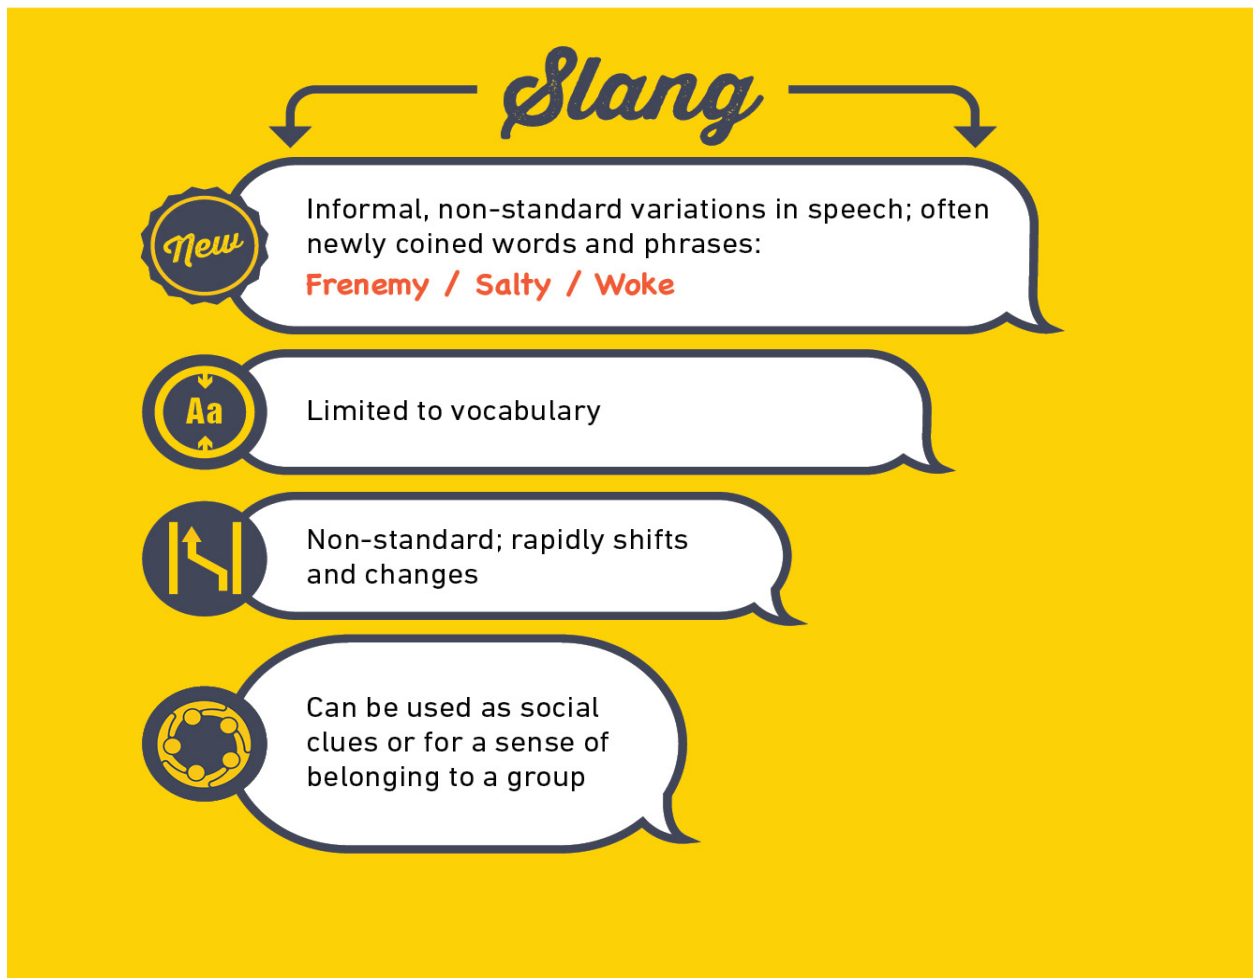 Slang
New
Informal, non-standard variations in speech; often
newly coined words and phrases:
Frenemy / Salty / Woke
Aa
Limited to vocabulary
Non-standard; rapidly shifts
and changes
Can be used as social
clues or for a sense of
belonging to a group